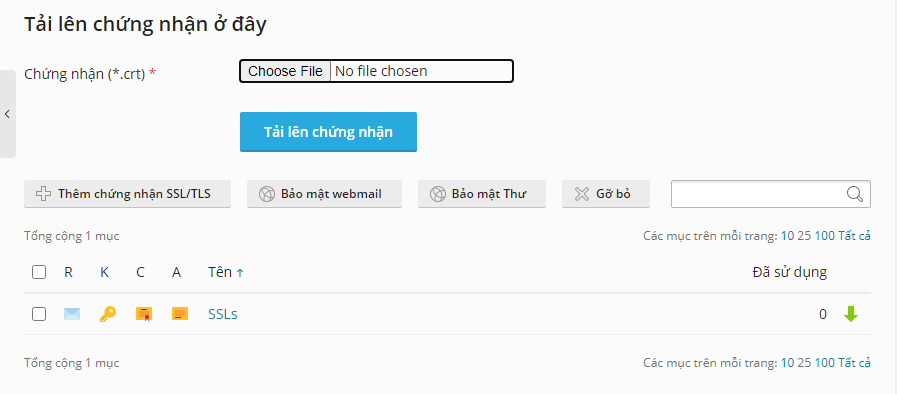 Tải lên chứng nhận ở đây
Chứng nhận (*.crt) * Choose File No file chosen
Tải lên chứng nhận
Thêm chứng nhận SSL/TLS Bảo mật webmail Bảo mật Thư Gỡ bỏ
Tổng cộng 1 mục Các mục trên mỗi trang: 10 25 100 Tất cả
R K C A Tên ↑ Đã sử dụng
SSLs 0
Tổng cộng 1 mục Các mục trên mỗi trang: 10 25 100 Tất cả